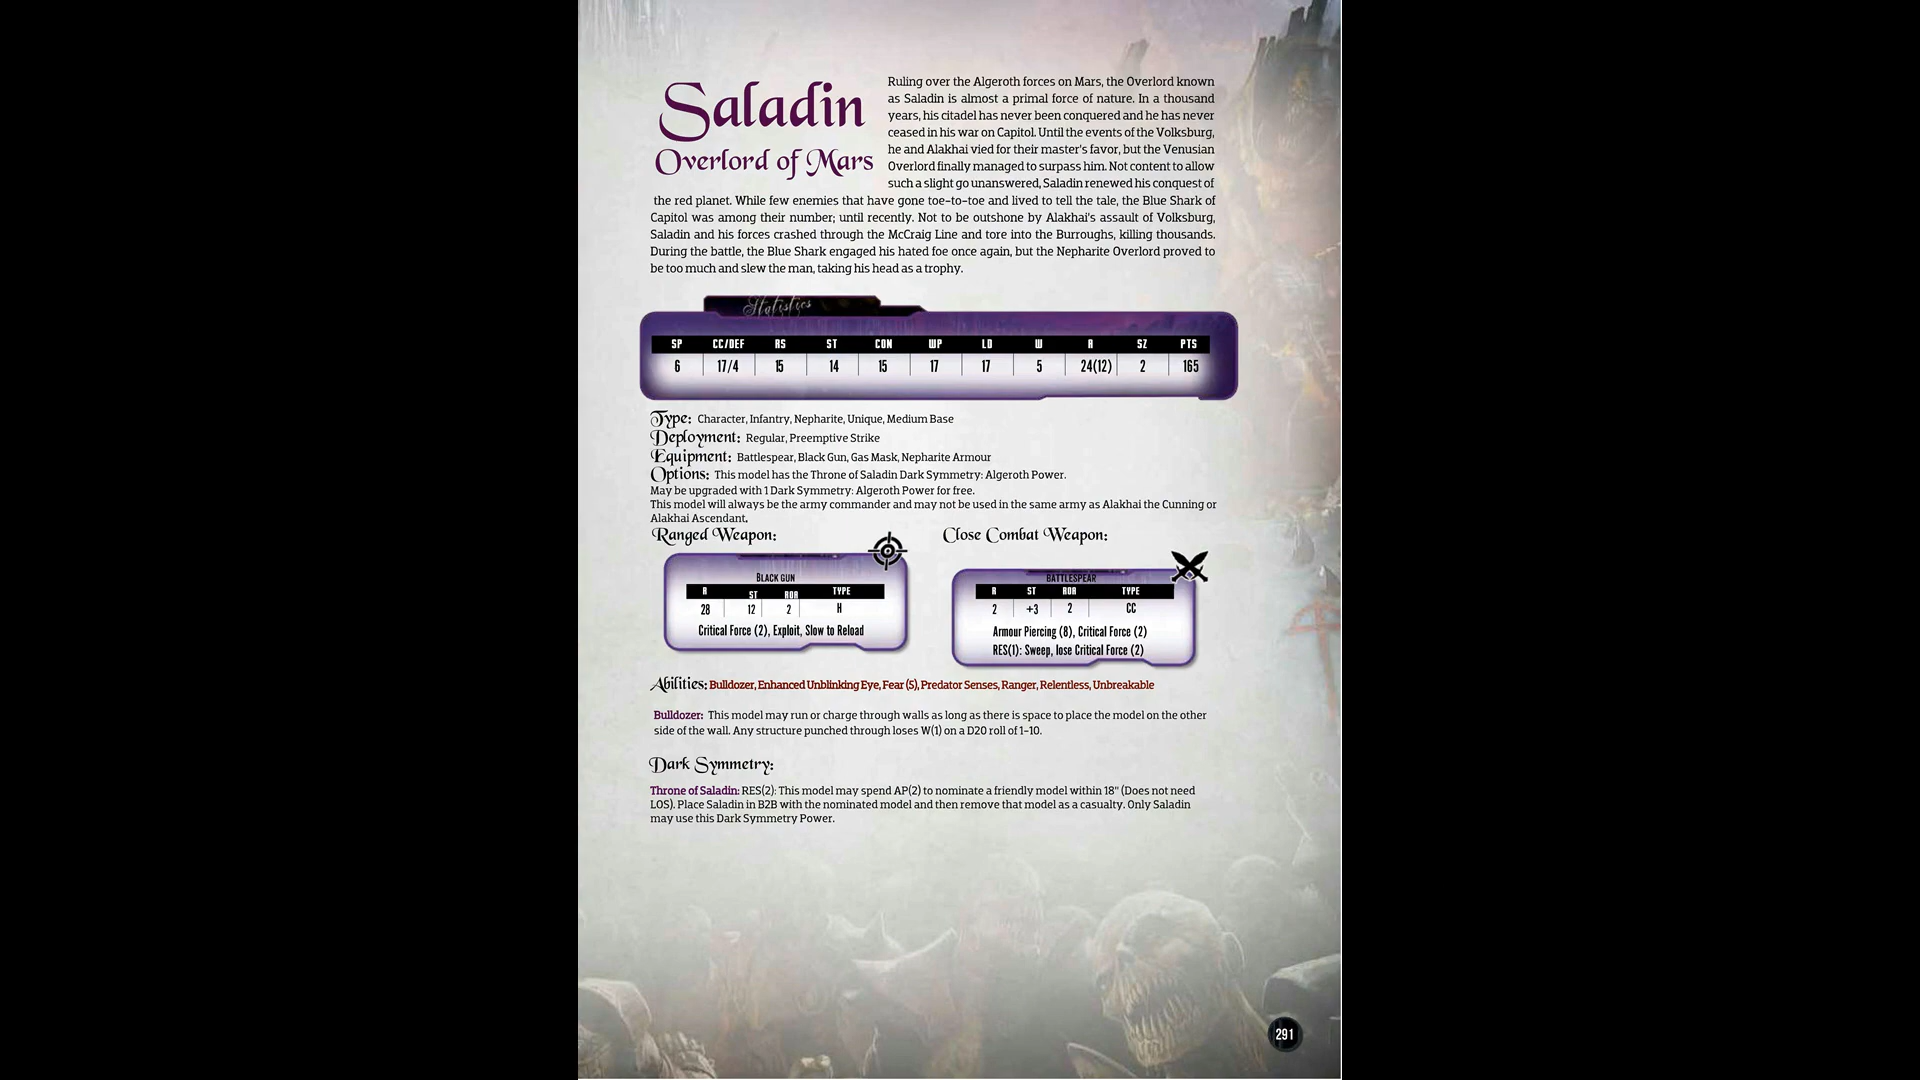 Saladin
Overlord of Mars
Ruling over the Algeroth forces on Mars, the Overlord known
as Saladin is almost a primal force of nature. In a thousand
years, his citadel has never been conquered and he has never
ceased in his war on Capitol. Until the events of the Volksburg,
he and Alakhai vied for their master's favor, but the Venusian
Overlord finally managed to surpass him. Not content to allow
such a slight go unanswered, Saladin renewed his conquest of
the red planet. While few enemies that have gone toe-to-toe and lived to tell the tale, the Blue Shark of
Capitol was among their number; until recently. Not to be outshone by Alakhai's assault of Volksburg,
Saladin and his forces crashed through the McCraig Line and tore into the Burroughs, killing thousands.
During the battle, the Blue Shark engaged his hated foe once again, but the Nepharite Overlord proved to
be too much and slew the man, taking his head as a trophy.
Statistics
SP CC/DEF RS ST CON WP LD W A SZ PTS
6 17/4 15 14 15 17 17 5 24(12) 2 165
Type: Character, Infantry, Nepharite, Unique, Medium Base
Deployment: Regular, Preemptive Strike
Equipment: Battlespear, Black Gun, Gas Mask, Nepharite Armour
Options: This model has the Throne of Saladin Dark Symmetry: Algeroth Power.
May be upgraded with 1 Dark Symmetry: Algeroth Power for free.
This model will always be the army commander and may not be used in the same army as Alakhai the Cunning or
Alakhai Ascendant.
Ranged Weapon:
BLACK GUN
R ST ROA TYPE
28 12 2 H
Critical Force (2), Exploit, Slow to Reload
Close Combat Weapon:
BATTLESPEAR
R ST ROA TYPE
2 +3 2 CC
Armour Piercing (8), Critical Force (2)
RES(1): Sweep, lose Critical Force (2)
Abilities: Bulldozer, Enhanced Unblinking Eye, Fear (5), Predator Senses, Ranger, Relentless, Unbreakable
Bulldozer: This model may run or charge through walls as long as there is space to place the model on the other
side of the wall. Any structure punched through loses W(1) on a D20 roll of 1-10.
Dark Symmetry:
Throne of Saladin: RES(2): This model may spend AP(2) to nominate a friendly model within 18" (Does not need
LOS). Place Saladin in B2B with the nominated model and then remove that model as a casualty. Only Saladin
may use this Dark Symmetry Power.
291